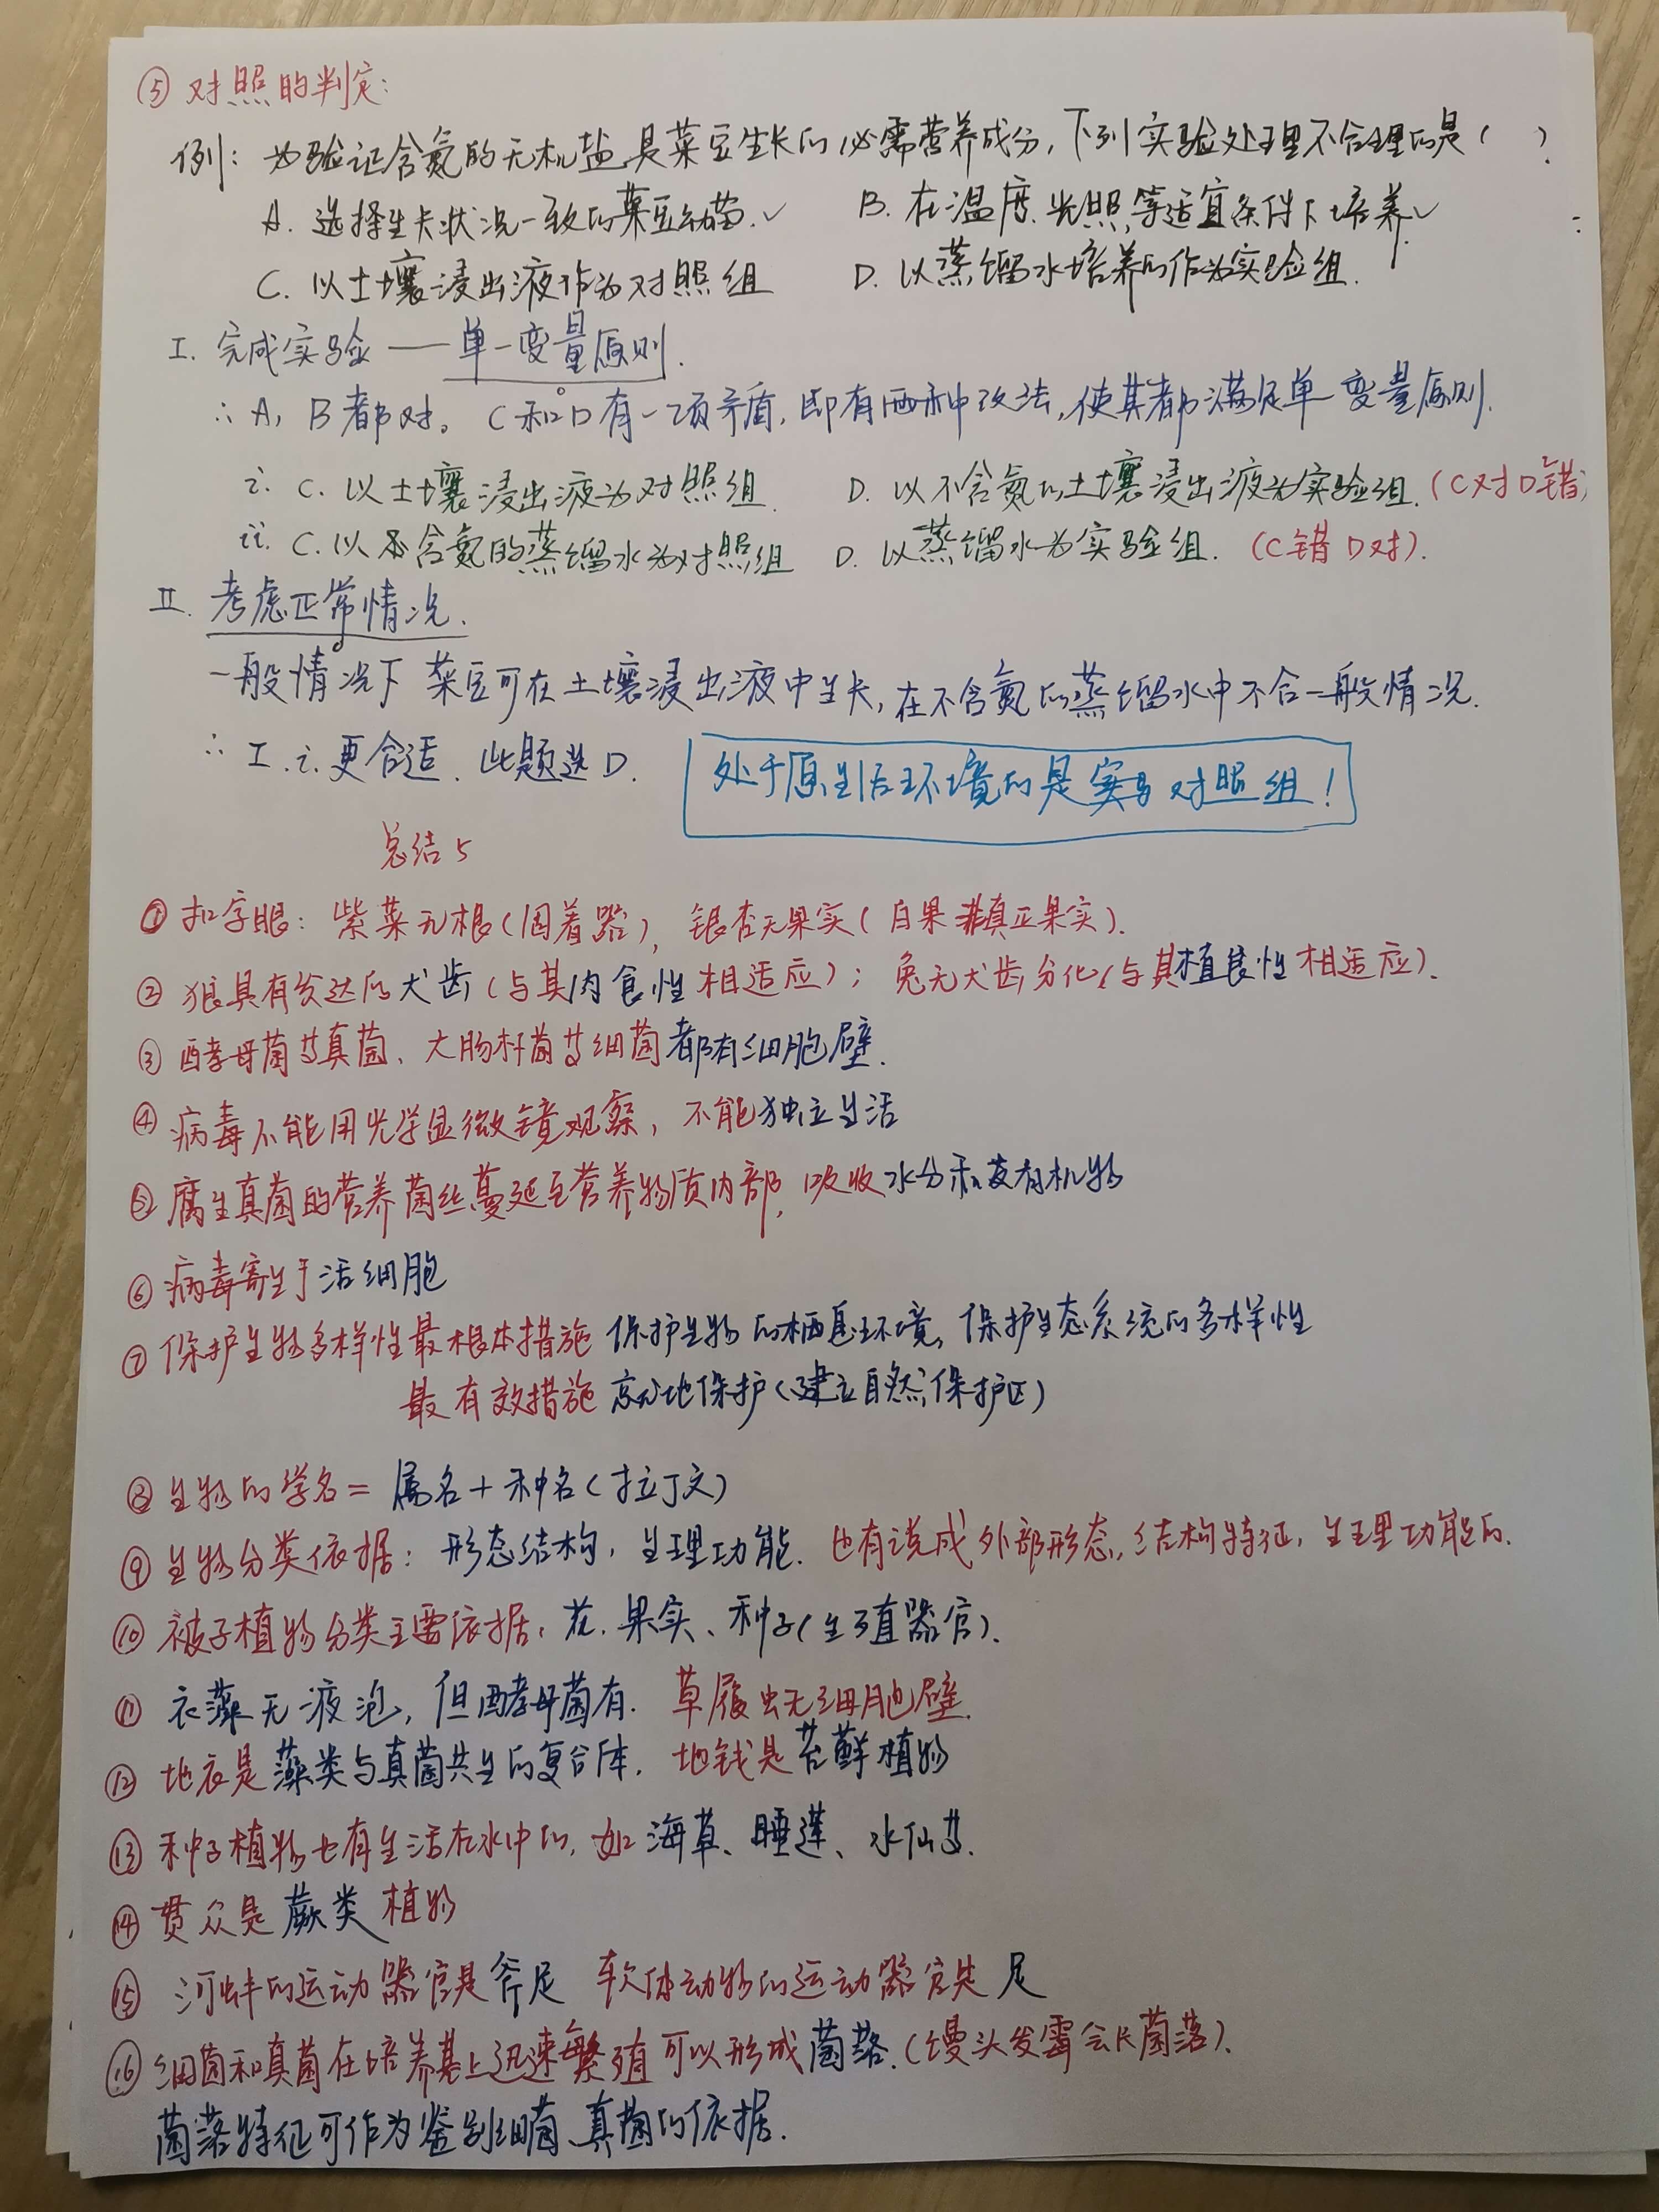 ⑤ 对照的判定:
例: 为验证含氮的无机盐是菜豆生长的必需营养成分,下列实验处理不合理的是( ).
A. 选择生长状况一致的菜豆幼苗.✓ B. 在温度、光照等适宜条件下培养✓.
C. 以土壤浸出液作为对照组 D. 以蒸馏水培养的作为实验组.
I. 完成实验——单一变量原则.
∴ A, B都对。 C和D有一项矛盾,即有两种改法,使其都满足单一变量原则.
i. C. 以土壤浸出液为对照组. D. 以不含氮的土壤浸出液为实验组.(C对D错)
ii. C. 以含氮的蒸馏水为对照组 D. 以蒸馏水为实验组. (C错D对).
II. 考虑正常情况.
一般情况下 菜豆可在土壤浸出液中生长,在不含氮的蒸馏水中不合一般情况.
∴ I. i. 更合适. 此题选D. 处于原生活环境的是对照组!
总结5
① 扣字眼: 紫菜无根(固着器), 银杏无果实(白果非真正果实).
② 狼具有发达的犬齿(与其肉食性相适应); 兔无犬齿分化(与其植食性相适应).
③ 酵母菌等真菌、大肠杆菌等细菌都有细胞壁.
④ 病毒不能用光学显微镜观察, 不能独立生活
⑤ 腐生真菌的营养菌丝蔓延至营养物质内部, 吸收水分和有机物
⑥ 病毒寄生于活细胞
⑦ 保护生物多样性最根本措施 保护生物的栖息环境, 保护生态系统的多样性
最有效措施 就地保护(建立自然保护区)
⑧ 生物的学名= 属名+种名(拉丁文)
⑨ 生物分类依据: 形态结构, 生理功能. 也有说成外部形态, 结构特征, 生理功能的.
⑩ 被子植物分类主要依据: 花、果实、种子(生殖器官).
⑪ 衣藻无液泡, 但酵母菌有. 草履虫无细胞壁.
⑫ 地衣是藻类与真菌共生的复合体. 地钱是苔藓植物
⑬ 种子植物也有生活在水中的, 如海草、睡莲、水仙等.
⑭ 贯众是蕨类植物
⑮ 河蚌的运动器官是斧足 软体动物的运动器官是足
⑯ 细菌和真菌在培养基上迅速繁殖可以形成菌落.(馒头发霉会长菌落).
菌落特征可作为鉴别细菌、真菌的依据.